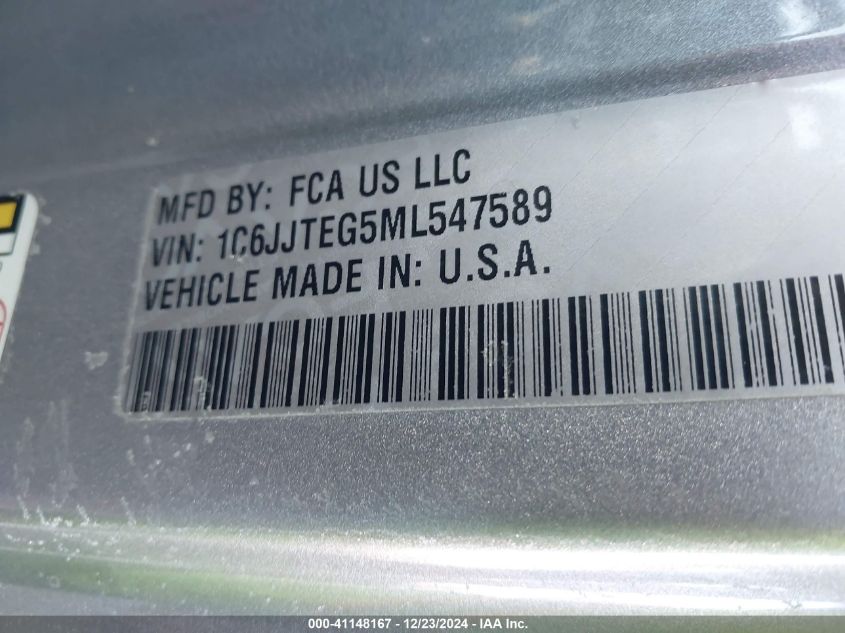 MFD BY: FCA US LLC
VIN: 1C6JJTEG5ML547589
VEHICLE MADE IN: U.S.A.
000-41148167 - 12/23/2024 - IAA Inc.